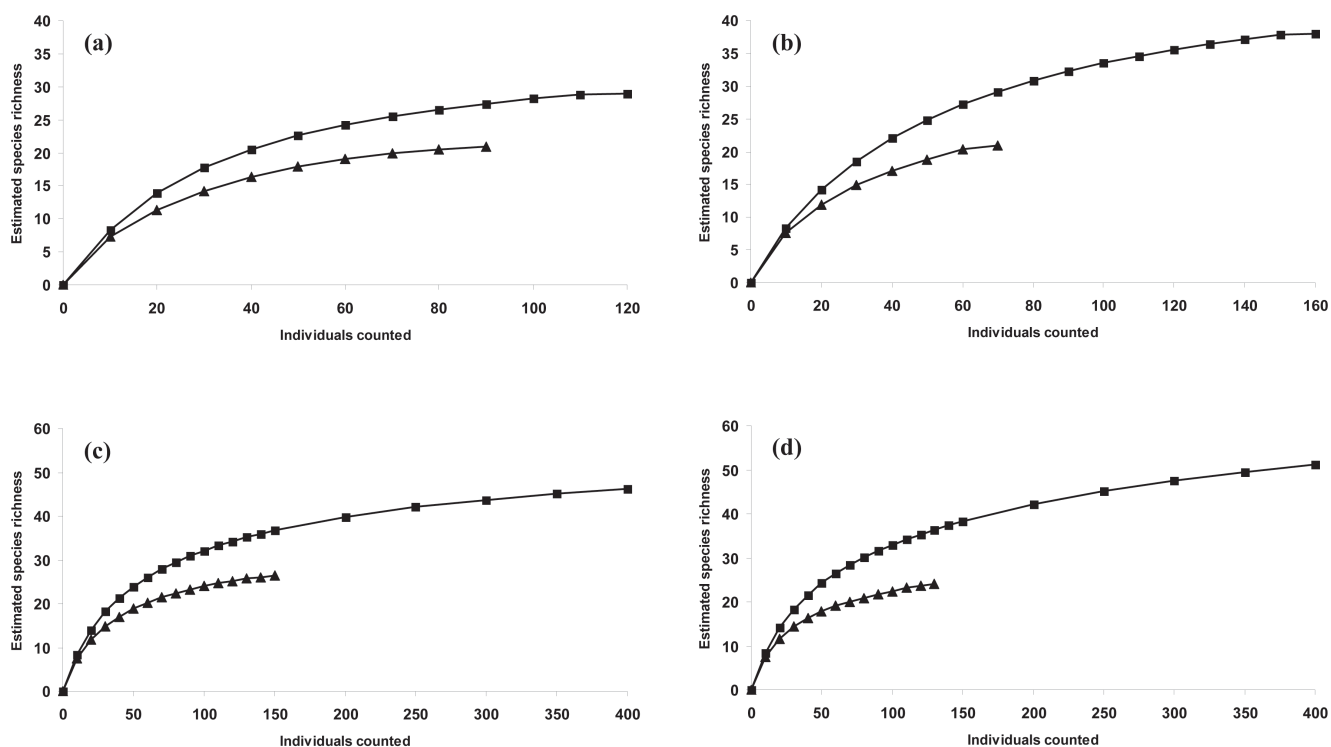 (a)
Estimated species richness
40
35
30
25
20
15
10
5
0
0 20 40 60 80 100 120
Individuals counted
(b)
Estimated species richness
40
35
30
25
20
15
10
5
0
0 20 40 60 80 100 120 140 160
Individuals counted
(c)
Estimated species richness
60
50
40
30
20
10
0
0 50 100 150 200 250 300 350 400
Individuals counted
(d)
Estimated species richness
60
50
40
30
20
10
0
0 50 100 150 200 250 300 350 400
Individuals counted